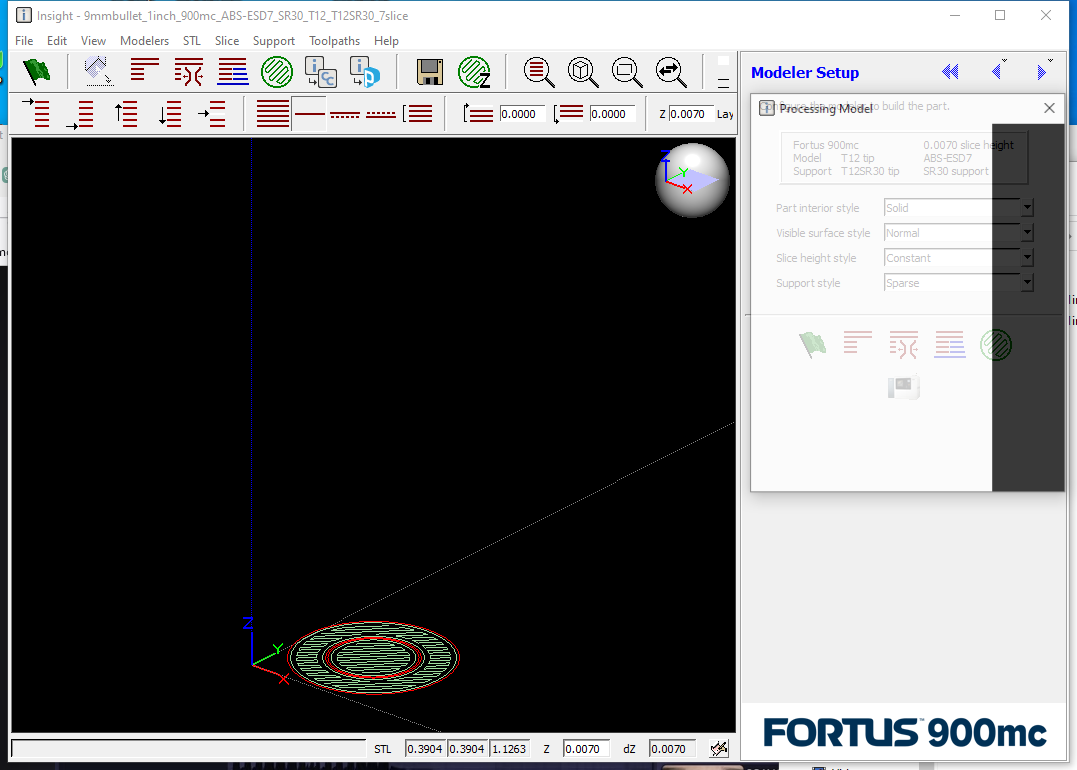 Insight - 9mmbullet_1inch_900mc_ABS-ESD7_SR30_T12_T12SR30_7slice
File Edit View Modelers STL Slice Support Toolpaths Help
Modeler Setup
0.0000 0.0000 Z 0.0070 Lay
to build the part.
Processing Model
Fortus 900mc 0.0070 slice height
Model T12 tip ABS-ESD7
Support T12SR30 tip SR30 support
Part interior style Solid
Visible surface style Normal
Slice height style Constant
Support style Sparse
Z
Y
X
Z
Y
X
STL 0.3904 0.3904 1.1263 Z 0.0070 dZ 0.0070
FORTUS 900mc